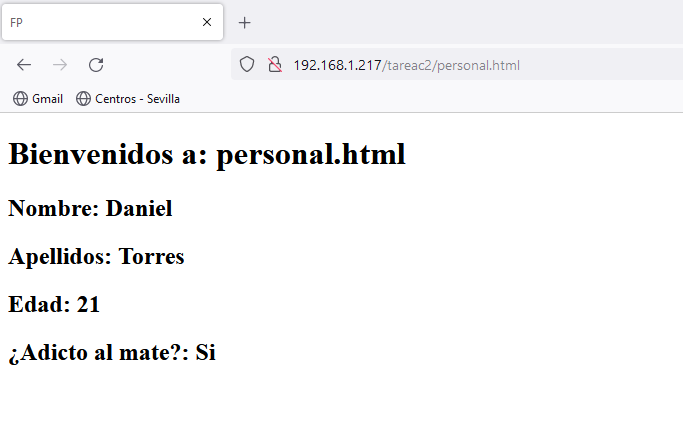 FP
192.168.1.217/tareac2/personal.html
Gmail Centros - Sevilla
Bienvenidos a: personal.html
Nombre: Daniel
Apellidos: Torres
Edad: 21
¿Adicto al mate?: Si